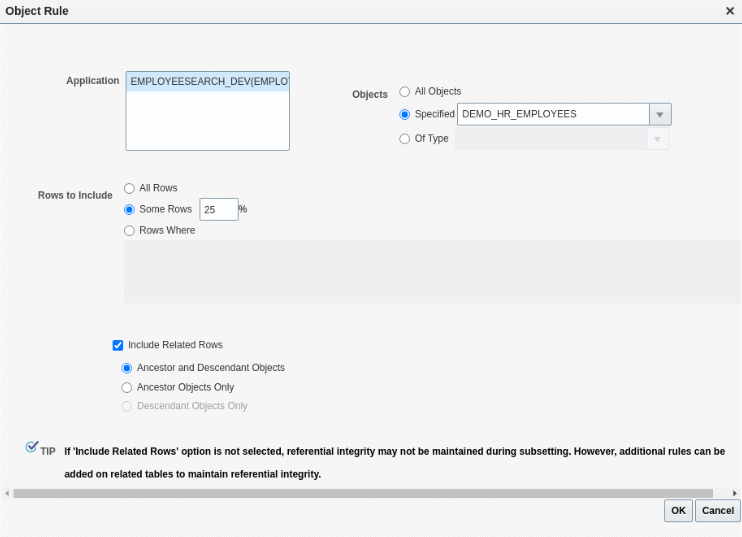 Object Rule
Application
EMPLOYEESEARCH_DEV(EMPLO
Objects
All Objects
Specified
DEMO_HR_EMPLOYEES
Of Type
Rows to Include
All Rows
Some Rows 25 %
Rows Where
Include Related Rows
Ancestor and Descendant Objects
Ancestor Objects Only
Descendant Objects Only
TIP If 'Include Related Rows' option is not selected, referential integrity may not be maintained during subsetting. However, additional rules can be
added on related tables to maintain referential integrity.
OK Cancel